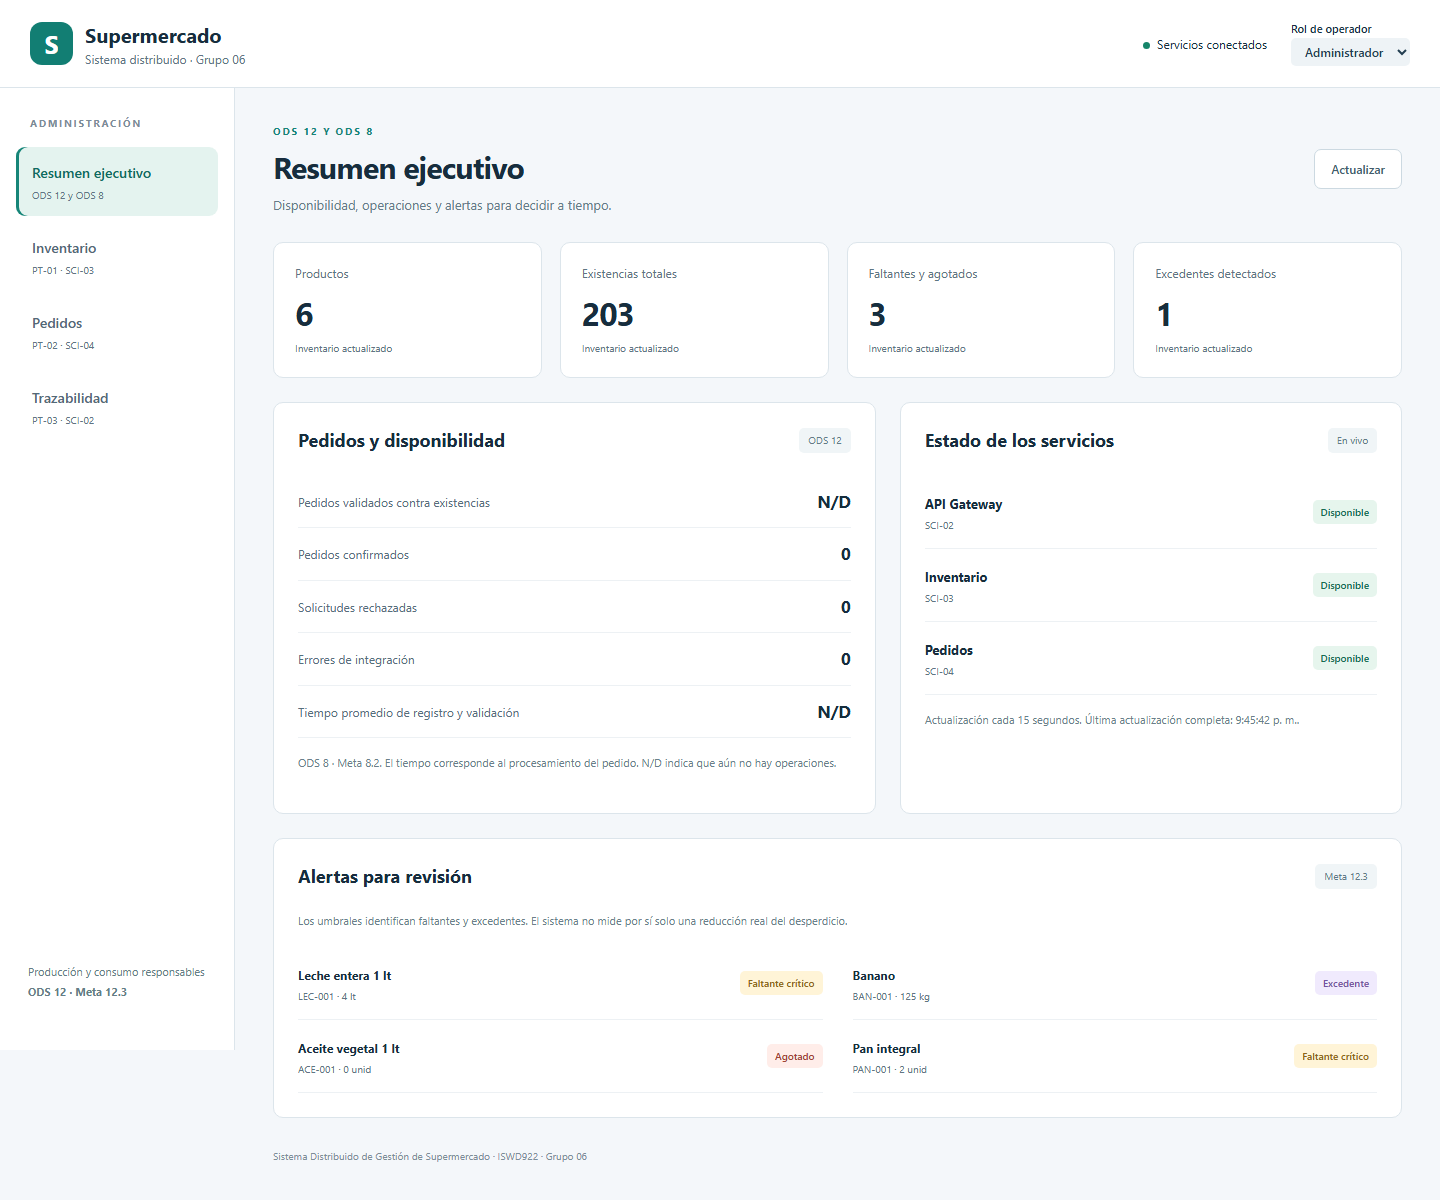 S
Supermercado
Sistema distribuido · Grupo 06
Servicios conectados
Rol de operador
Administrador
ADMINISTRACIÓN
Resumen ejecutivo
ODS 12 y ODS 8
Inventario
PT-01 · SCI-03
Pedidos
PT-02 · SCI-04
Trazabilidad
PT-03 · SCI-02
Producción y consumo responsables
ODS 12 · Meta 12.3
ODS 12 Y ODS 8
Resumen ejecutivo
Disponibilidad, operaciones y alertas para decidir a tiempo.
Actualizar
Productos
6
Inventario actualizado
Existencias totales
203
Inventario actualizado
Faltantes y agotados
3
Inventario actualizado
Excedentes detectados
1
Inventario actualizado
Pedidos y disponibilidad
ODS 12
Pedidos validados contra existencias N/D
Pedidos confirmados 0
Solicitudes rechazadas 0
Errores de integración 0
Tiempo promedio de registro y validación N/D
ODS 8 · Meta 8.2. El tiempo corresponde al procesamiento del pedido. N/D indica que aún no hay operaciones.
Estado de los servicios
En vivo
API Gateway
SCI-02
Disponible
Inventario
SCI-03
Disponible
Pedidos
SCI-04
Disponible
Actualización cada 15 segundos. Última actualización completa: 9:45:42 p. m..
Alertas para revisión
Meta 12.3
Los umbrales identifican faltantes y excedentes. El sistema no mide por sí solo una reducción real del desperdicio.
Leche entera 1 lt
LEC-001 · 4 lt
Faltante crítico
Banano
BAN-001 · 125 kg
Excedente
Aceite vegetal 1 lt
ACE-001 · 0 unid
Agotado
Pan integral
PAN-001 · 2 unid
Faltante crítico
Sistema Distribuido de Gestión de Supermercado · ISWD922 · Grupo 06